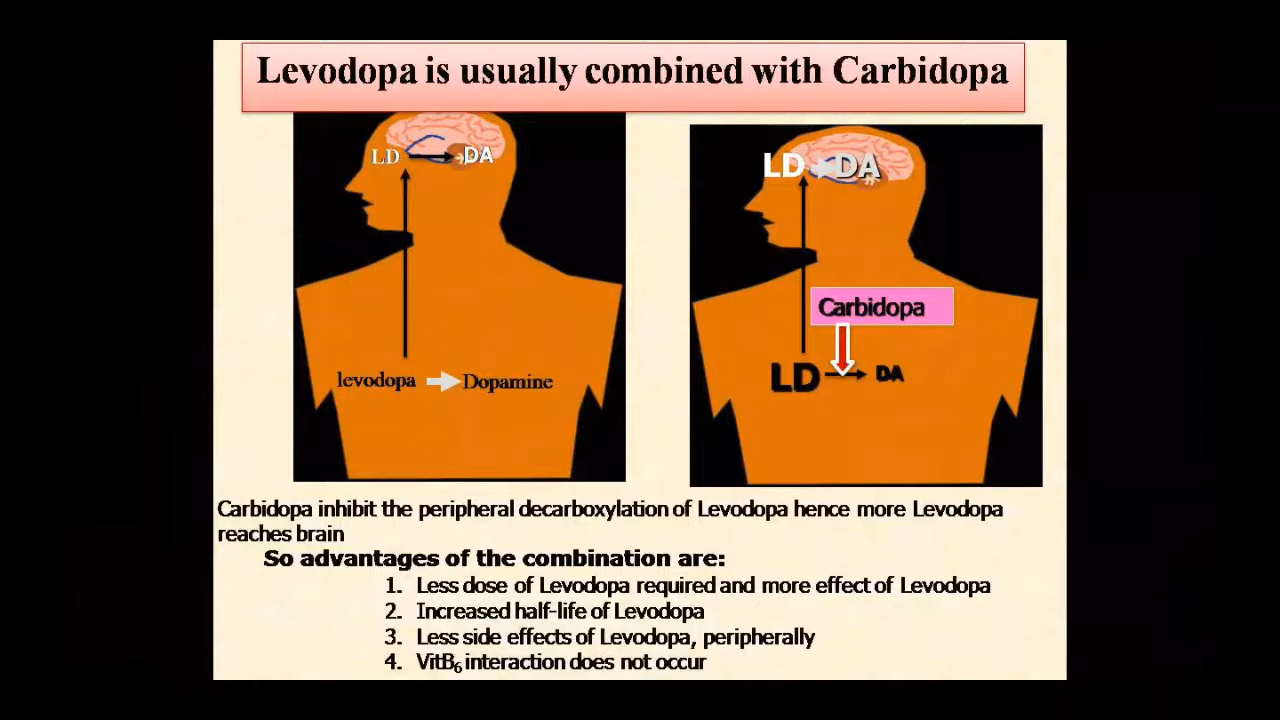 Levodopa is usually combined with Carbidopa
LD DA
levodopa Dopamine
LD DA
Carbidopa
LD DA
Carbidopa inhibit the peripheral decarboxylation of Levodopa hence more Levodopa
reaches brain
So advantages of the combination are:
1. Less dose of Levodopa required and more effect of Levodopa
2. Increased half-life of Levodopa
3. Less side effects of Levodopa, peripherally
4. VitB6 interaction does not occur